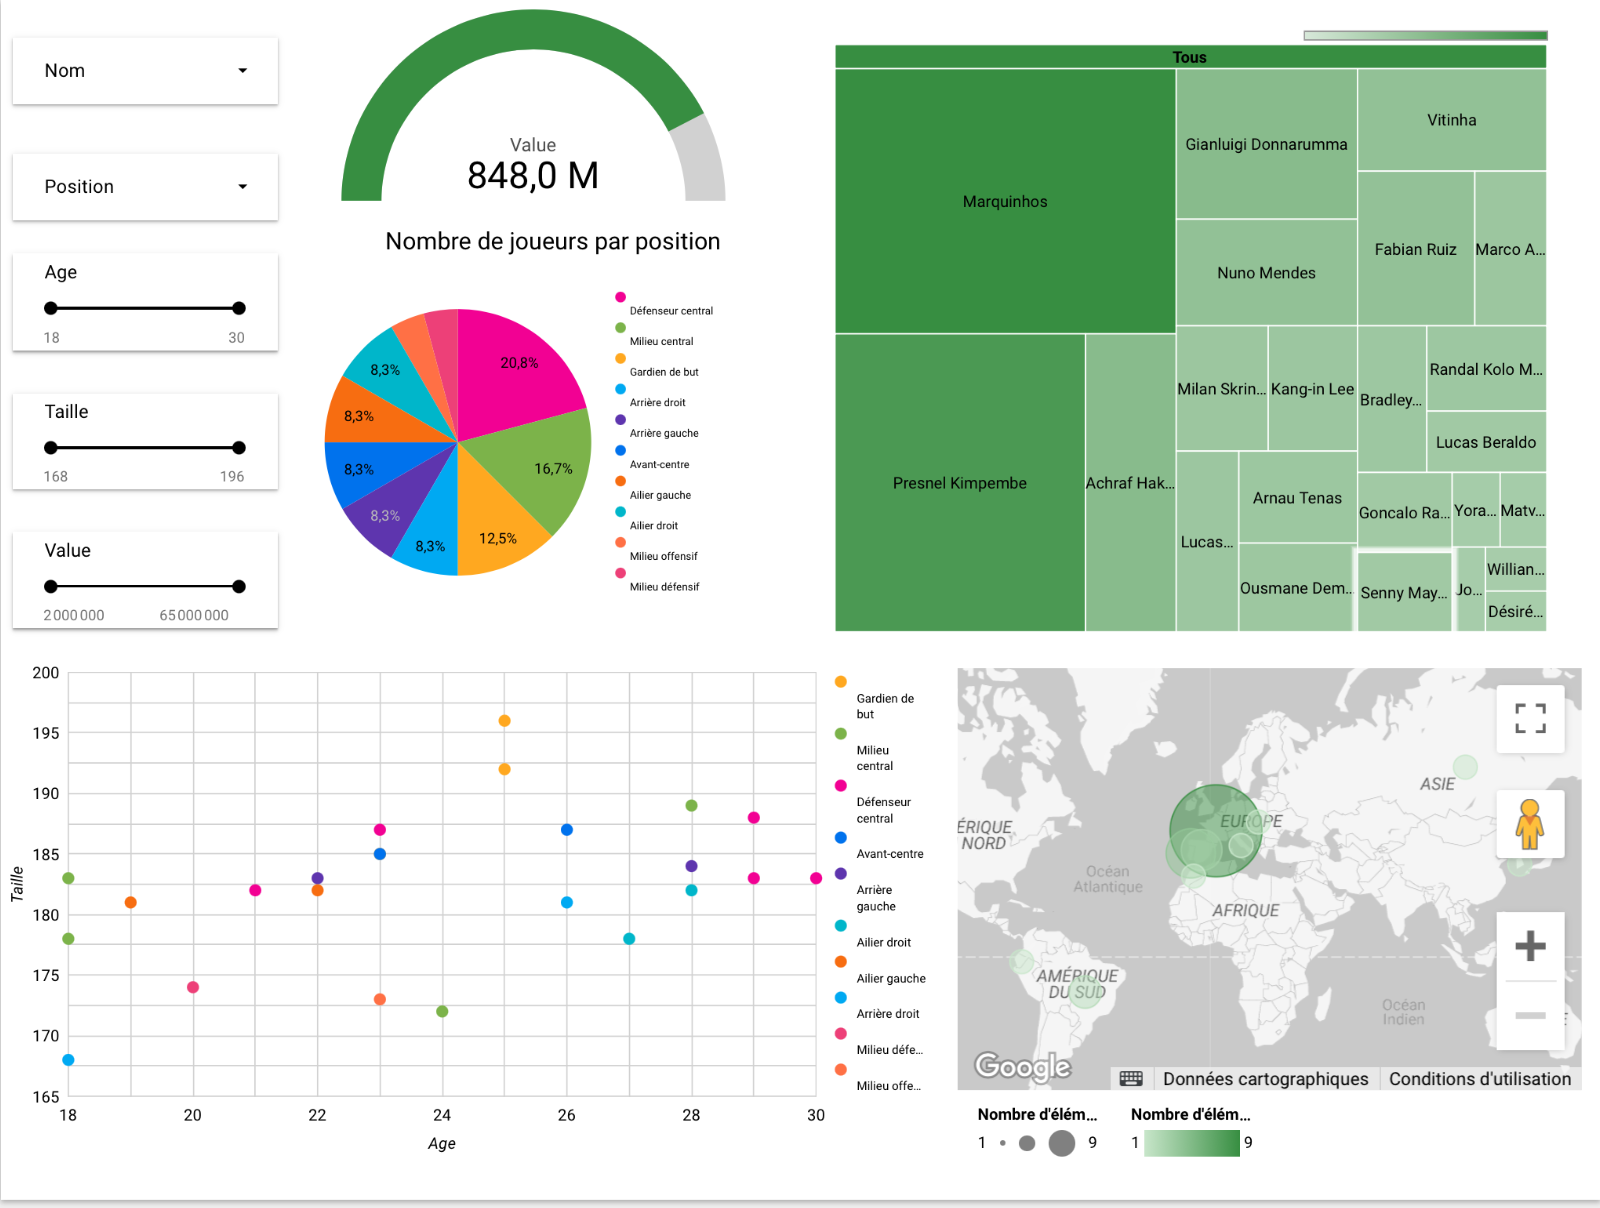 Nom
Position
Age
18 30
Taille
168 196
Value
2000000 65000000
Value
848,0 M
Nombre de joueurs par position
20,8%
16,7%
12,5%
8,3%
8,3%
8,3%
8,3%
8,3%
Défenseur central
Milieu central
Gardien de but
Arrière droit
Arrière gauche
Avant-centre
Ailier gauche
Ailier droit
Milieu offensif
Milieu défensif
Tous
Marquinhos
Presnel Kimpembe
Achraf Hak...
Gianluigi Donnarumma
Nuno Mendes
Vitinha
Fabian Ruiz
Marco A...
Milan Skrin...
Kang-in Lee
Bradley...
Randal Kolo M...
Lucas Beraldo
Lucas...
Arnau Tenas
Ousmane Dem...
Goncalo Ra...
Yora...
Matv...
Senny May...
Jo...
Willian...
Désiré...
200
195
190
185
180
175
170
165
Taille
18 20 22 24 26 28 30
Age
Gardien de
but
Milieu
central
Défenseur
central
Avant-centre
Arrière
gauche
Ailier droit
Ailier gauche
Arrière droit
Milieu défe...
Milieu offe...
ASIE
EUROPE
ÉRIQUE
NORD
Océan
Atlantique
AFRIQUE
AMÉRIQUE
DU SUD
Océan
Indien
Google
Données cartographiques
Conditions d'utilisation
Nombre d'élém...
1 9
Nombre d'élém...
1 9